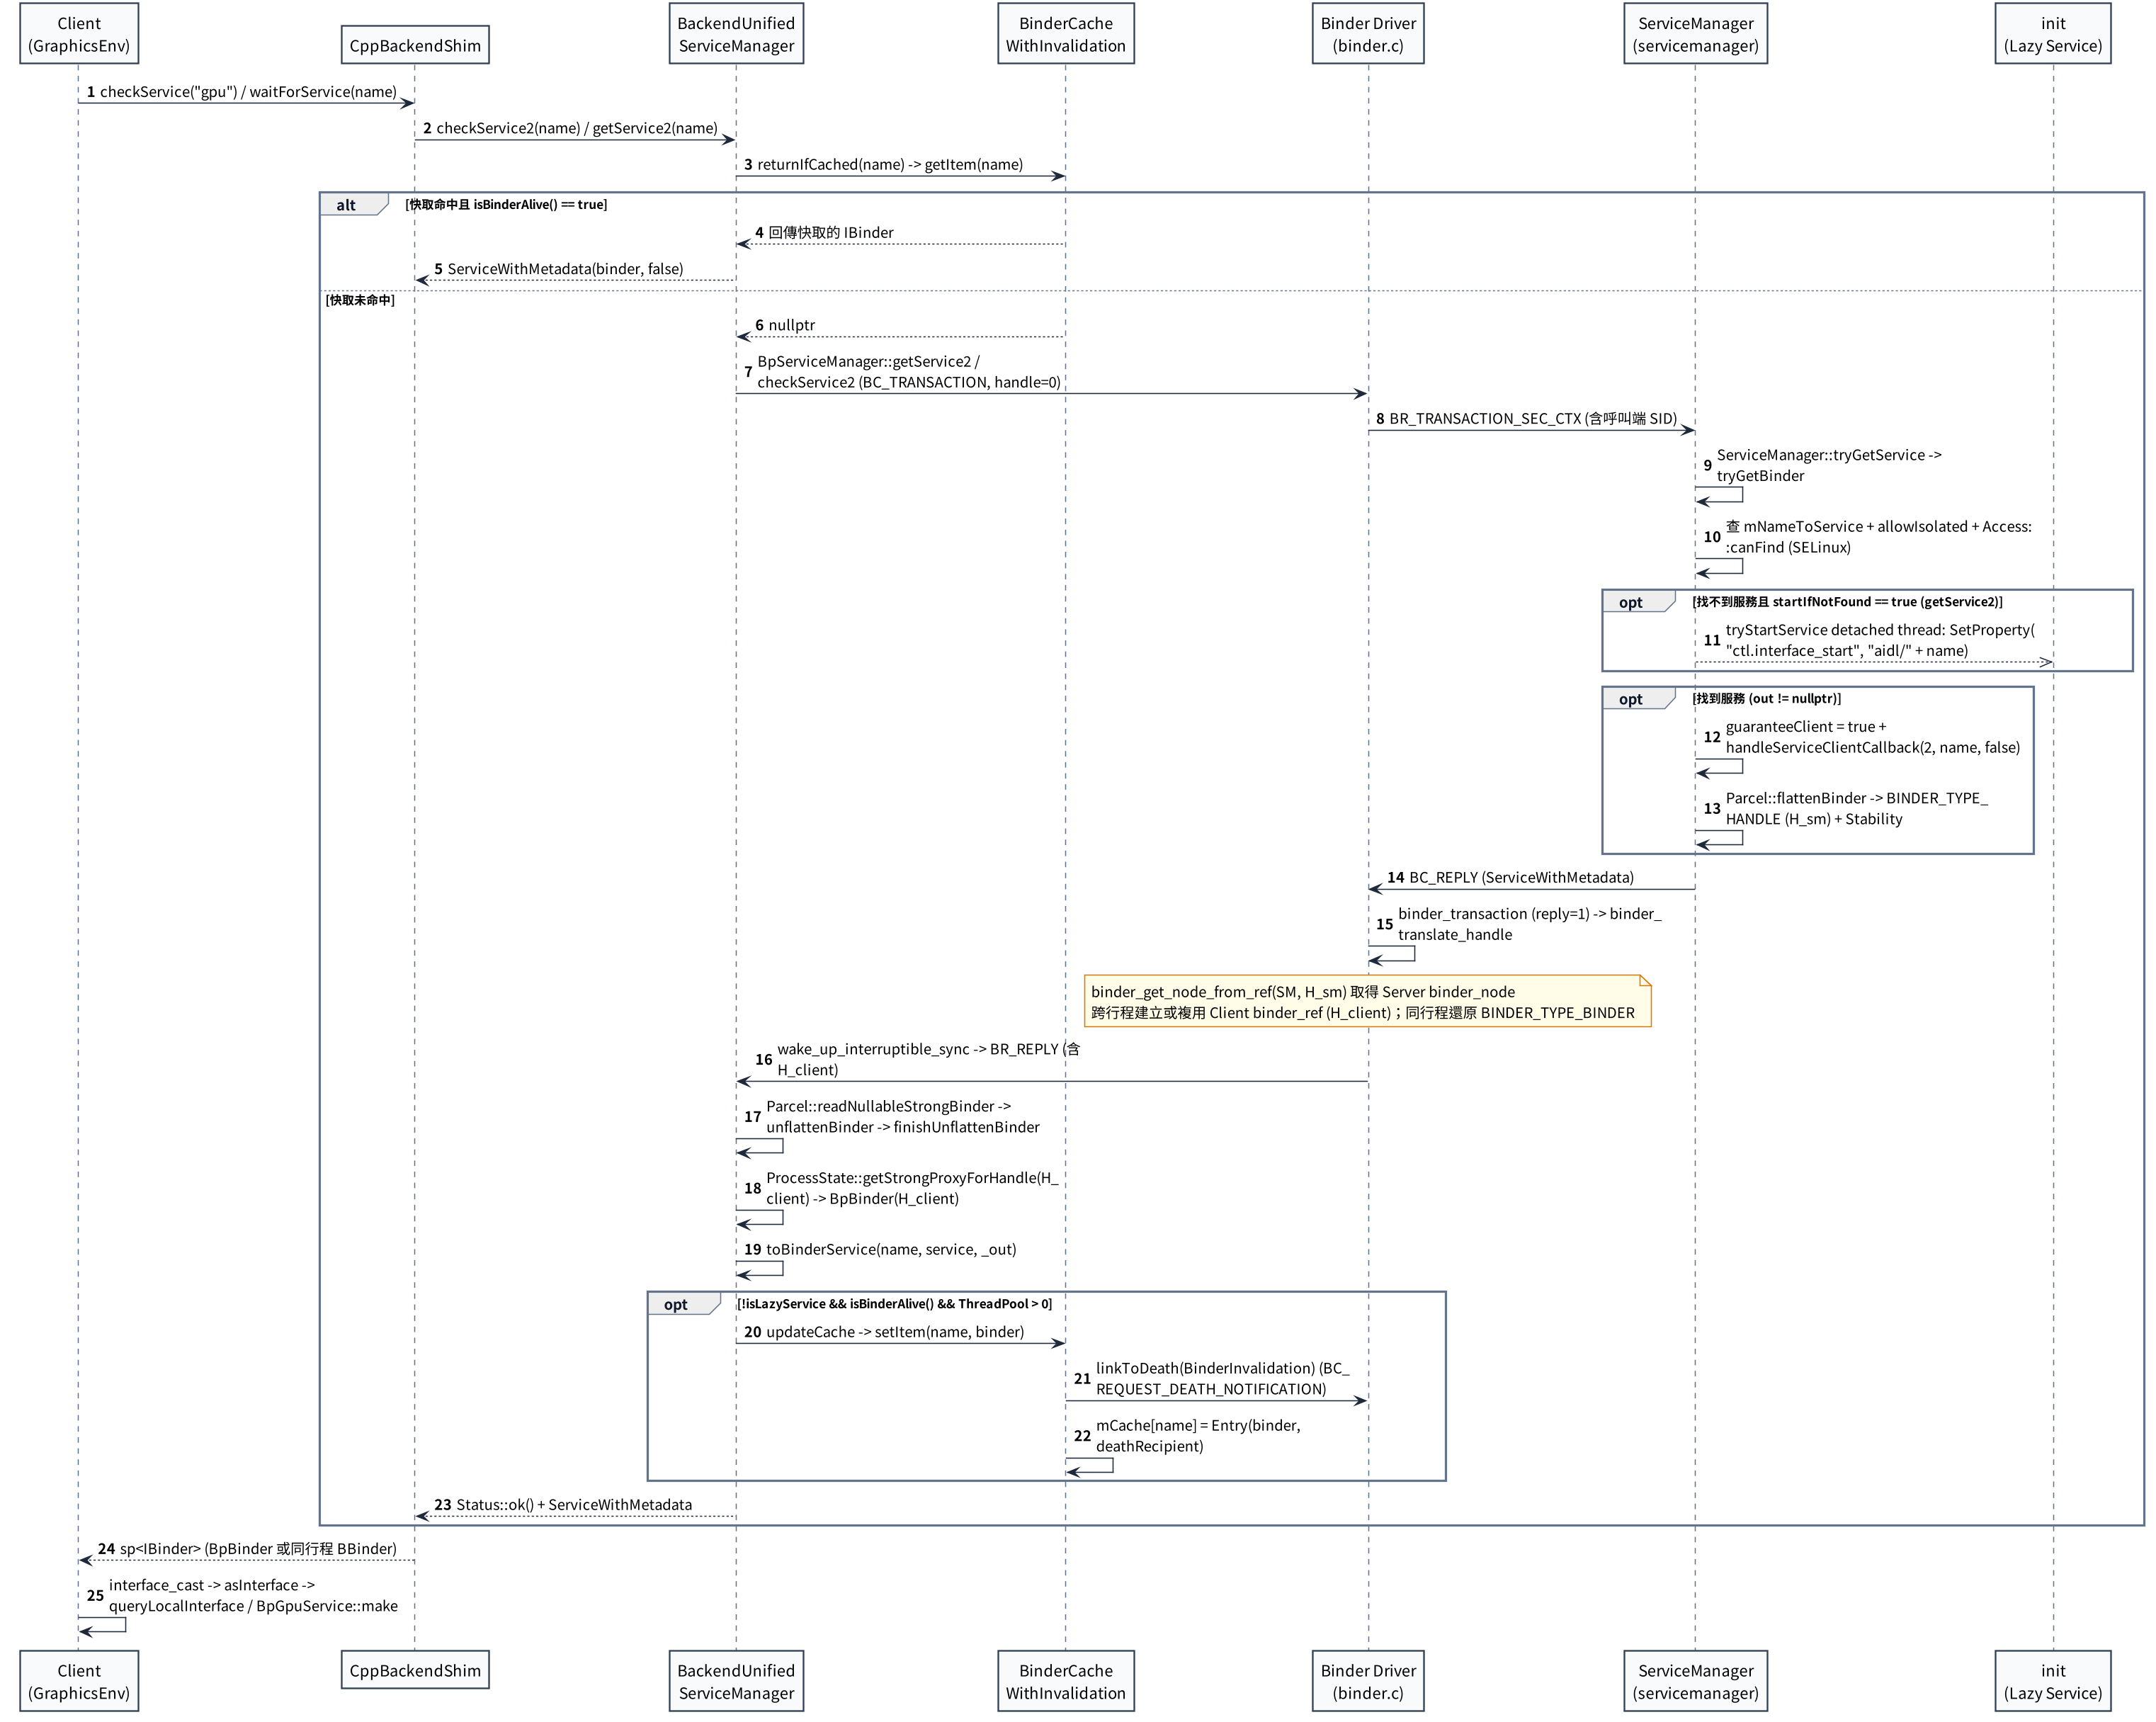 Client
(GraphicsEnv)
CppBackendShim
BackendUnified
ServiceManager
BinderCache
WithInvalidation
Binder Driver
(binder.c)
ServiceManager
(servicemanager)
init
(Lazy Service)
1 checkService("gpu") / waitForService(name)
2 checkService2(name) / getService2(name)
3 returnIfCached(name) -> getItem(name)
alt [快取命中且 isBinderAlive() == true]
4 回傳快取的 IBinder
5 ServiceWithMetadata(binder, false)
[快取未命中]
6 nullptr
7 BpServiceManager::getService2 /
checkService2 (BC_TRANSACTION, handle=0)
8 BR_TRANSACTION_SEC_CTX (含呼叫端 SID)
9 ServiceManager::tryGetService ->
tryGetBinder
10 查 mNameToService + allowIsolated + Access:
:canFind (SELinux)
opt [找不到服務且 startIfNotFound == true (getService2)]
11 tryStartService detached thread: SetProperty(
"ctl.interface_start", "aidl/" + name)
opt [找到服務 (out != nullptr)]
12 guaranteeClient = true +
handleServiceClientCallback(2, name, false)
13 Parcel::flattenBinder -> BINDER_TYPE_
HANDLE (H_sm) + Stability
14 BC_REPLY (ServiceWithMetadata)
15 binder_transaction (reply=1) -> binder_
translate_handle
binder_get_node_from_ref(SM, H_sm) 取得 Server binder_node
跨行程建立或複用 Client binder_ref (H_client)；同行程還原 BINDER_TYPE_BINDER
16 wake_up_interruptible_sync -> BR_REPLY (含
H_client)
17 Parcel::readNullableStrongBinder ->
unflattenBinder -> finishUnflattenBinder
18 ProcessState::getStrongProxyForHandle(H_
client) -> BpBinder(H_client)
19 toBinderService(name, service, _out)
opt [!isLazyService && isBinderAlive() && ThreadPool > 0]
20 updateCache -> setItem(name, binder)
21 linkToDeath(BinderInvalidation) (BC_
REQUEST_DEATH_NOTIFICATION)
22 mCache[name] = Entry(binder,
deathRecipient)
23 Status::ok() + ServiceWithMetadata
24 sp<IBinder> (BpBinder 或同行程 BBinder)
25 interface_cast -> asInterface ->
queryLocalInterface / BpGpuService::make
Client
(GraphicsEnv)
CppBackendShim
BackendUnified
ServiceManager
BinderCache
WithInvalidation
Binder Driver
(binder.c)
ServiceManager
(servicemanager)
init
(Lazy Service)